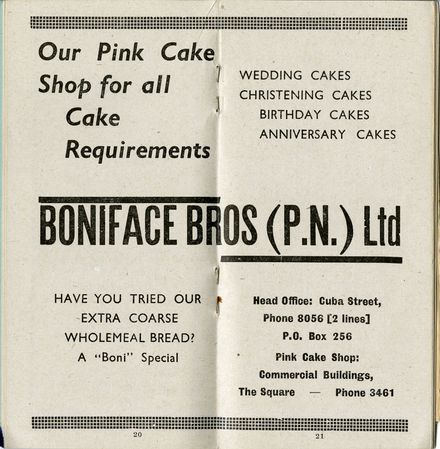 Our Pink Cake
Shop for all
Cake
Requirements
WEDDING CAKES
CHRISTENING CAKES
BIRTHDAY CAKES
ANNIVERSARY CAKES
BONIFACE BROS (P.N.) Ltd
HAVE YOU TRIED OUR
EXTRA COARSE
WHOLEMEAL BREAD?
A "Boni" Special
Head Office: Cuba Street,
Phone 8056 [2 lines]
P.O. Box 256
Pink Cake Shop:
Commercial Buildings,
The Square — Phone 3461
20
21